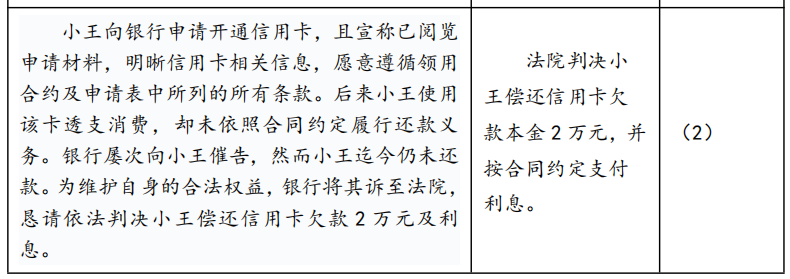 小王向银行申请开通信用卡，且宣称已阅览
申请材料，明晰信用卡相关信息，愿意遵循领用
合约及申请表中所列的所有条款。后来小王使用
该卡透支消费，却未依照合同约定履行还款义
务。银行屡次向小王催告，然而小王迄今仍未还
款。为维护自身的合法权益，银行将其诉至法院，
恳请依法判决小王偿还信用卡欠款2万元及利
息。
法院判决小
王偿还信用卡欠
款本金2万元，并
按合同约定支付
利息。
（2）